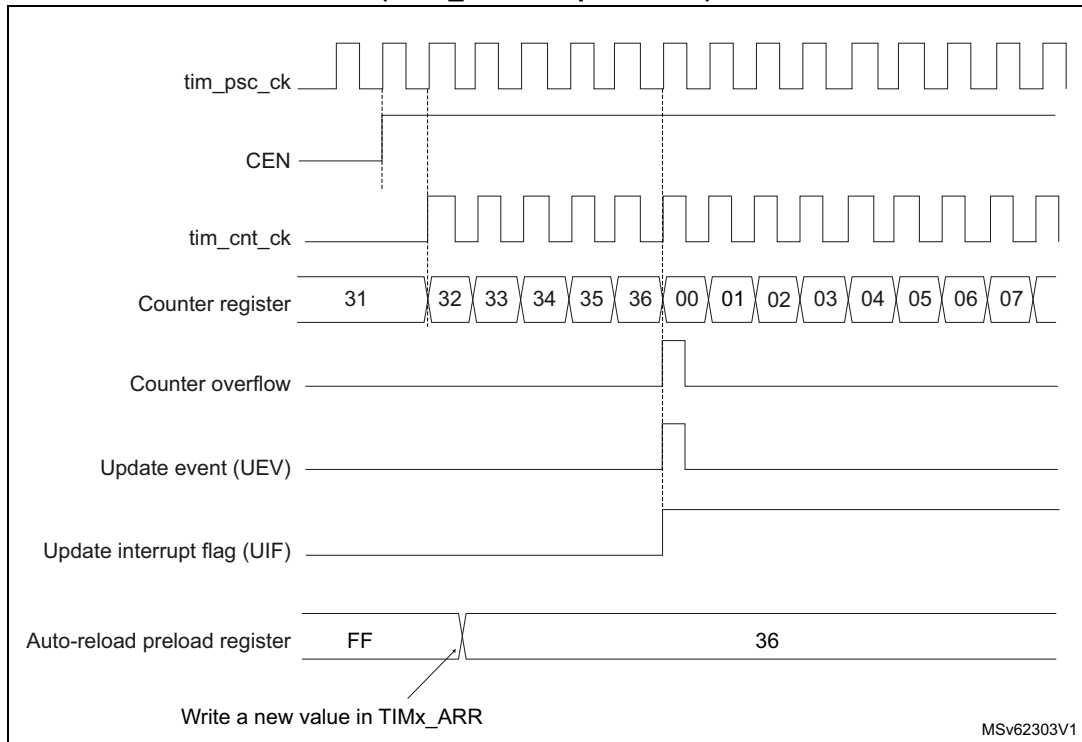 tim_psc_ck
CEN
tim_cnt_ck
Counter register 31 32 33 34 35 36 00 01 02 03 04 05 06 07
Counter overflow
Update event (UEV)
Update interrupt flag (UIF)
Auto-reload preload register FF 36
Write a new value in TIMx_ARR
MSv62303V1